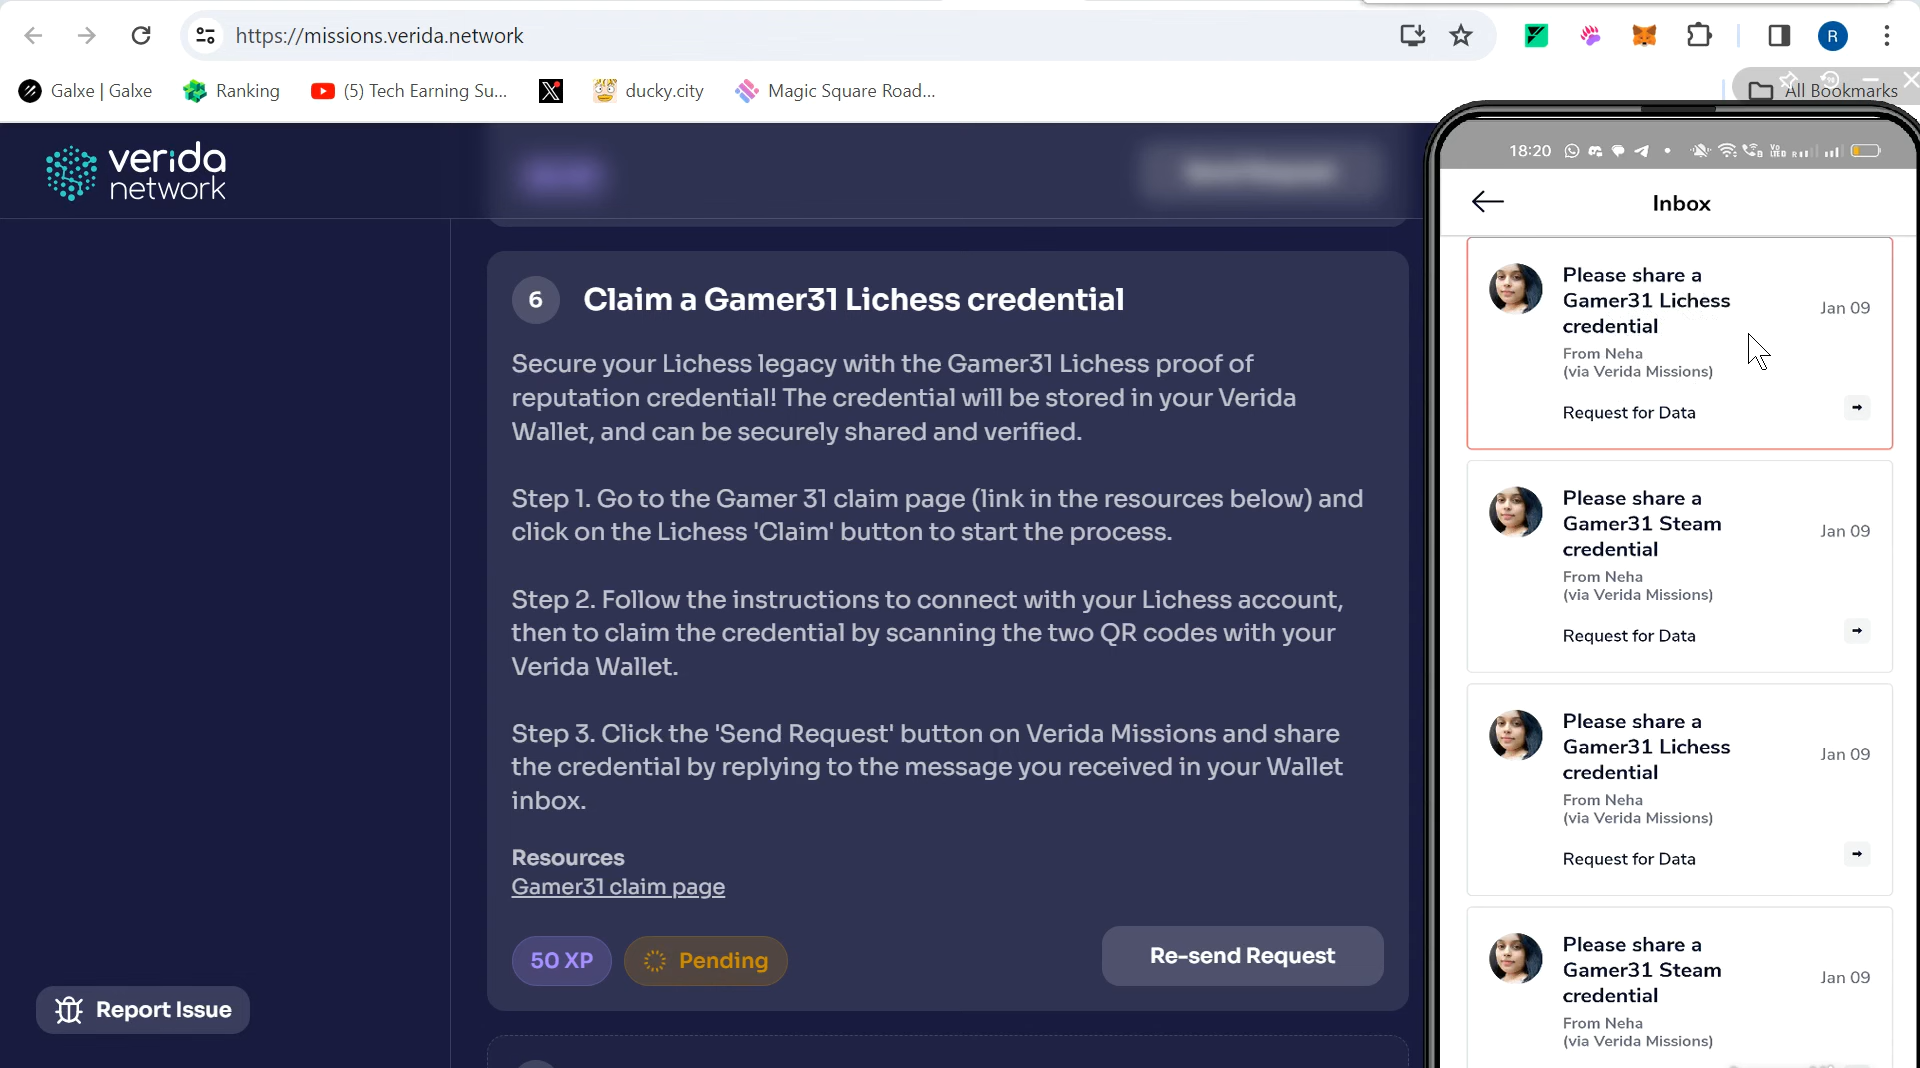 https://missions.verida.network
R
Galxe | Galxe
Ranking
(5) Tech Earning Su...
ducky.city
Magic Square Road...
All Bookmarks
verida
network
6
Claim a Gamer31 Lichess credential
Secure your Lichess legacy with the Gamer31 Lichess proof of
reputation credential! The credential will be stored in your Verida
Wallet, and can be securely shared and verified.
Step 1. Go to the Gamer 31 claim page (link in the resources below) and
click on the Lichess 'Claim' button to start the process.
Step 2. Follow the instructions to connect with your Lichess account,
then to claim the credential by scanning the two QR codes with your
Verida Wallet.
Step 3. Click the 'Send Request' button on Verida Missions and share
the credential by replying to the message you received in your Wallet
inbox.
Resources
Gamer31 claim page
50 XP
Pending
Re-send Request
Report Issue
18:20
Inbox
Please share a
Gamer31 Lichess
credential
Jan 09
From Neha
(via Verida Missions)
Request for Data
Please share a
Gamer31 Steam
credential
Jan 09
From Neha
(via Verida Missions)
Request for Data
Please share a
Gamer31 Lichess
credential
Jan 09
From Neha
(via Verida Missions)
Request for Data
Please share a
Gamer31 Steam
credential
Jan 09
From Neha
(via Verida Missions)